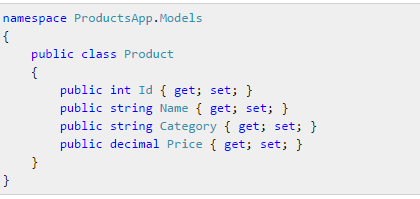 namespace ProductsApp.Models
{
    public class Product
    {
        public int Id { get; set; }
        public string Name { get; set; }
        public string Category { get; set; }
        public decimal Price { get; set; }
    }
}